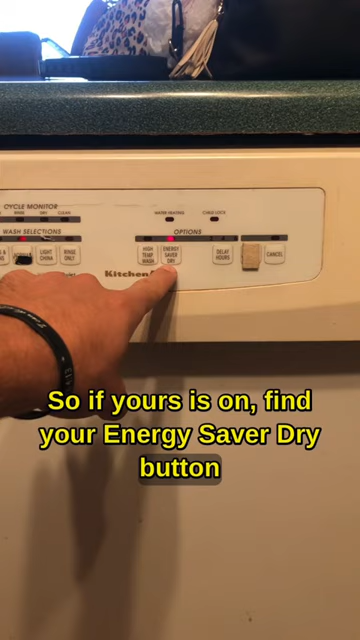 CYCLE MONITOR
RINSE DRY CLEAN
WATER HEATING CHILD LOCK
WASH SELECTIONS OPTIONS
LIGHT CHINA
RINSE ONLY
HIGH TEMP WASH
ENERGY SAVER DRY
DELAY HOURS
CANCEL
So if yours is on, find
your Energy Saver Dry
button